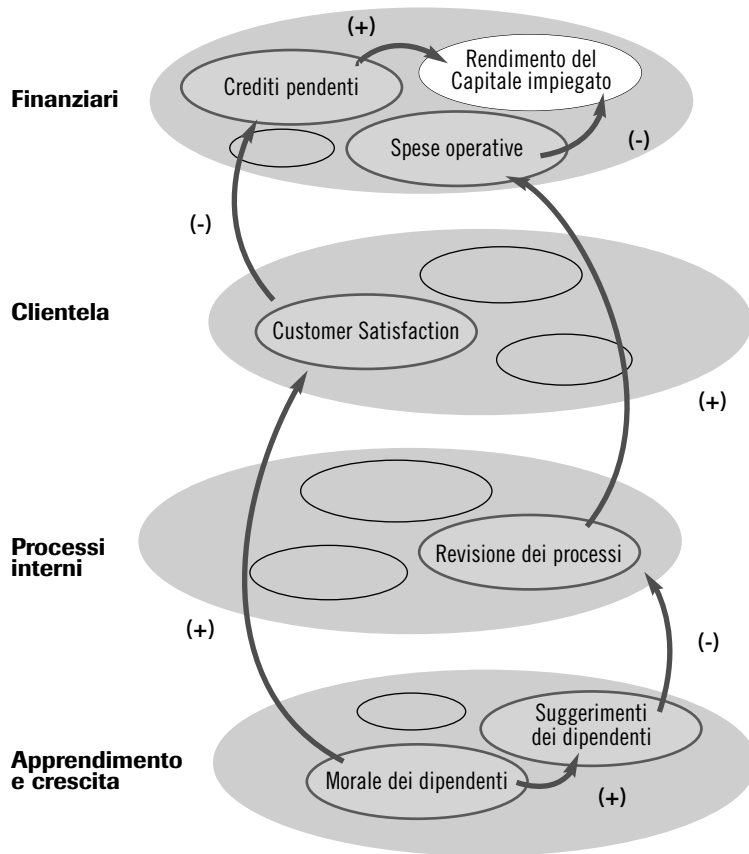 (+)
Rendimento del
Capitale impiegato
Crediti pendenti
Finanziari
Spese operative
(-)
(-)
Clientela
Customer Satisfaction
(+)
Processi
interni
Revisione dei processi
(+)
(-)
Suggerimenti
dei dipendenti
Apprendimento
e crescita
Morale dei dipendenti
(+)